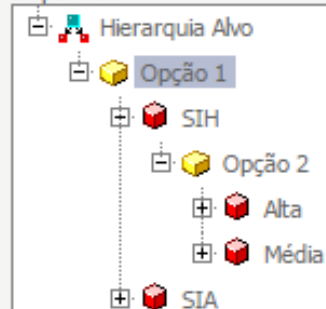 Hierarquia Alvo
Opção 1
SIH
Opção 2
Alta
Média
SIA